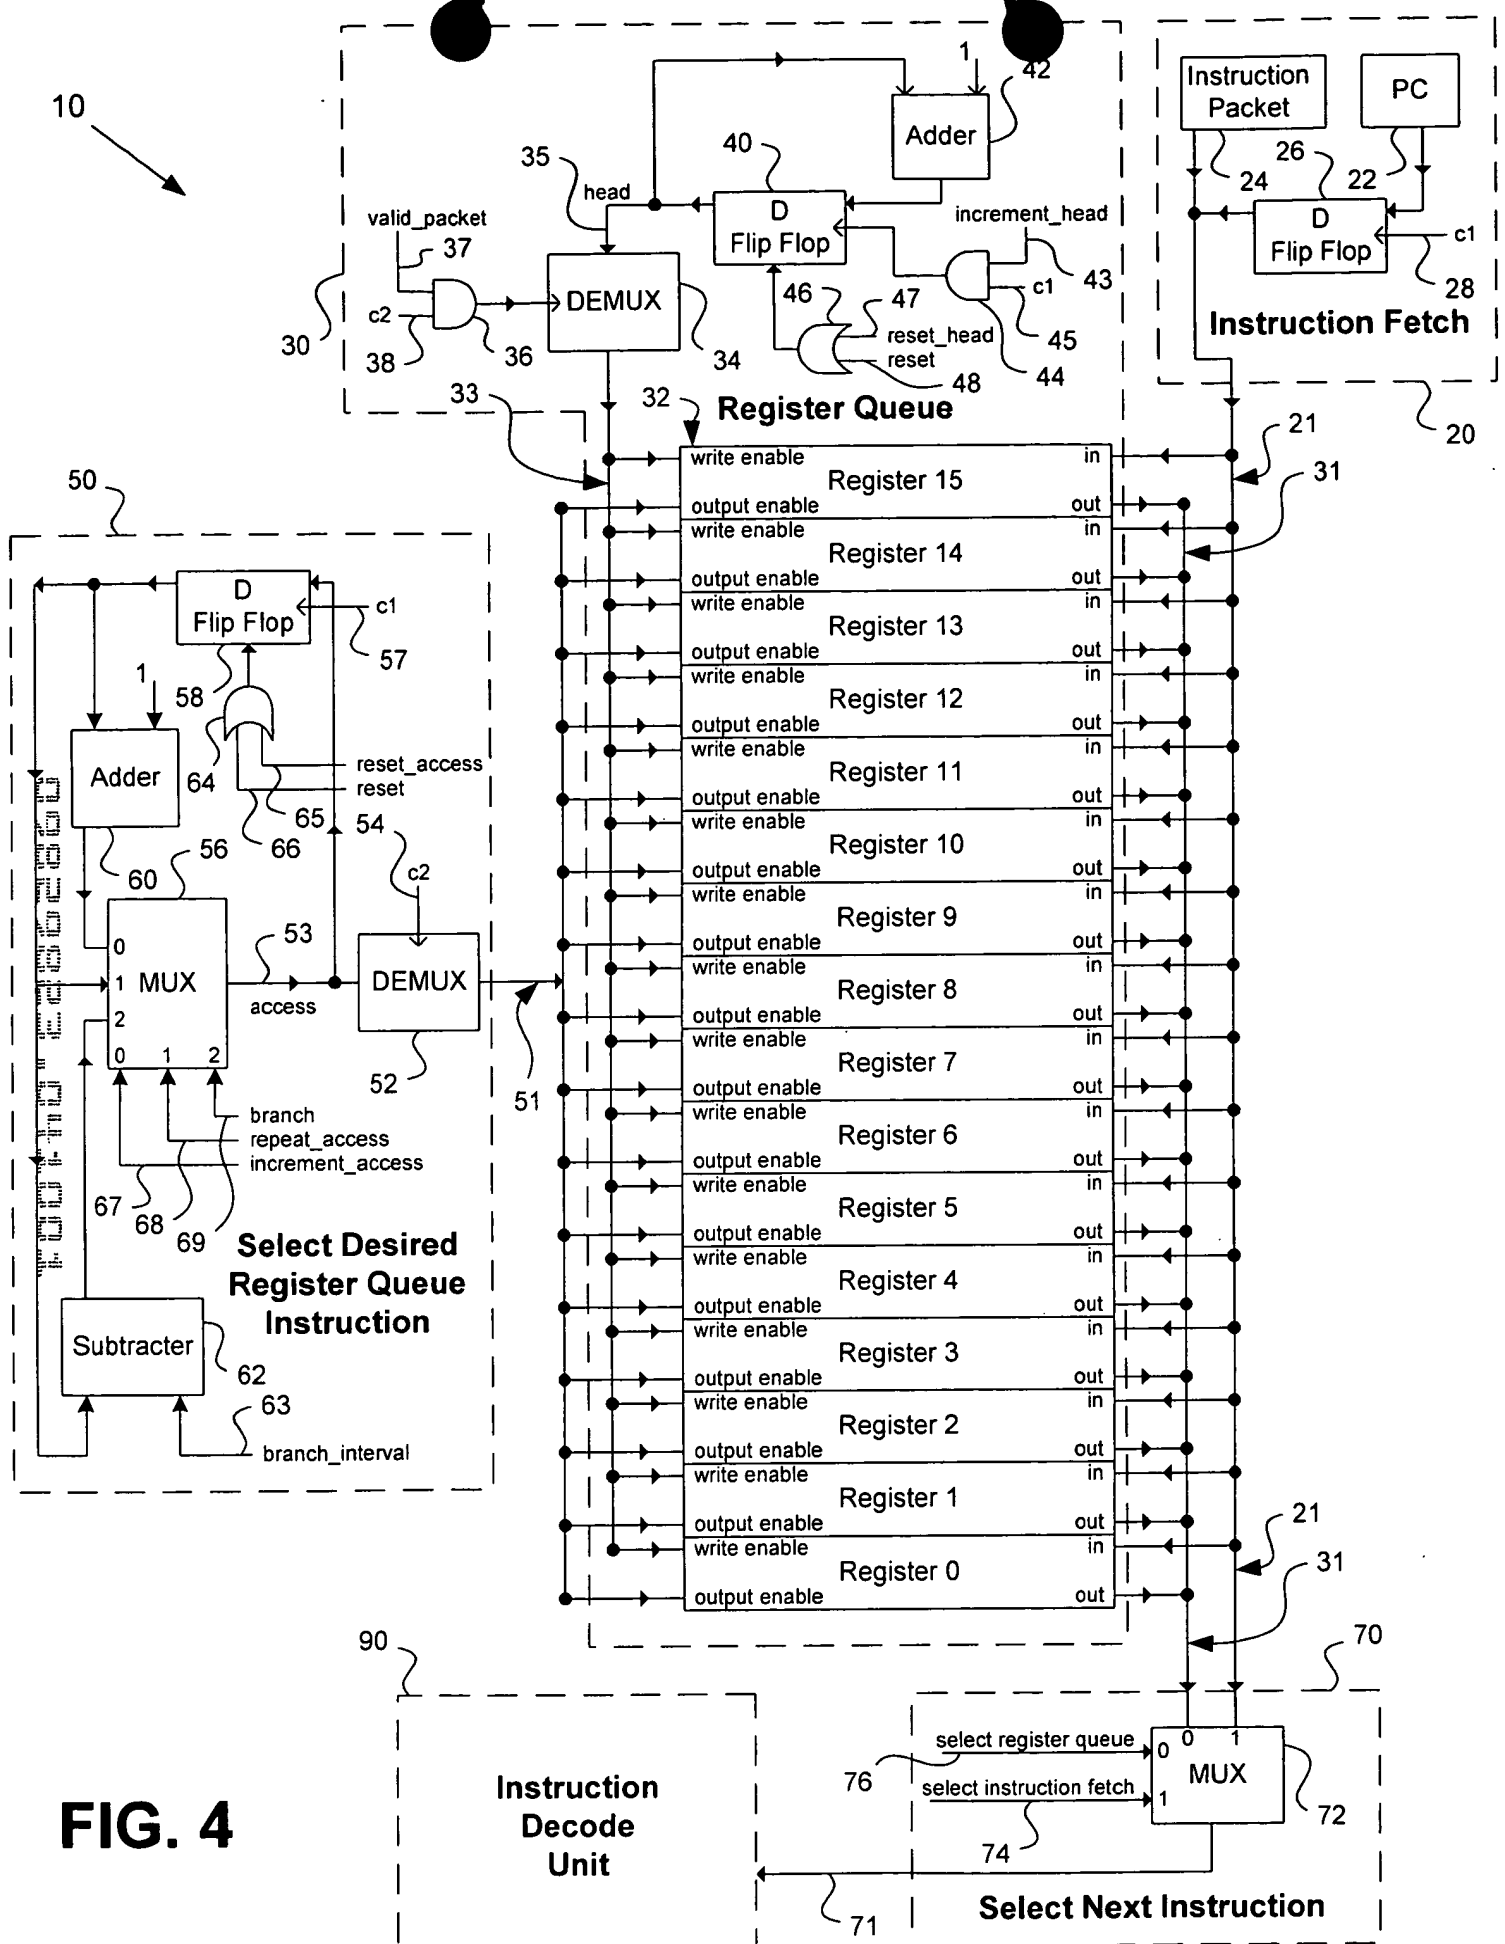 10
1
42
Adder
40
35
head
D
Flip Flop
increment_head
43
c1
45
44
valid_packet
37
c2
38
36
30
DEMUX
34
46
47
reset_head
reset
48
33
32
Register Queue
Instruction
Packet
PC
24
26
22
D
Flip Flop
c1
28
Instruction Fetch
20
21
31
write enable
in
Register 15
output enable
out
write enable
in
Register 14
output enable
out
write enable
in
Register 13
output enable
out
write enable
in
Register 12
output enable
out
write enable
in
Register 11
output enable
out
write enable
in
Register 10
output enable
out
write enable
in
Register 9
output enable
out
write enable
in
Register 8
output enable
out
write enable
in
Register 7
output enable
out
write enable
in
Register 6
output enable
out
write enable
in
Register 5
output enable
out
write enable
in
Register 4
output enable
out
write enable
in
Register 3
output enable
out
write enable
in
Register 2
output enable
out
write enable
in
Register 1
output enable
out
write enable
in
Register 0
output enable
out
50
D
Flip Flop
c1
57
58
1
Adder
64
reset_access
reset
65
66
60
56
54
c2
0
1
2
MUX
0 1 2
53
access
DEMUX
52
51
branch
repeat_access
increment_access
67
68
69
Select Desired
Register Queue
Instruction
Subtracter
62
63
branch_interval
21
31
70
90
Instruction
Decode
Unit
select register queue
76
select instruction fetch
74
0 1
0
MUX
1
72
71
Select Next Instruction
FIG. 4